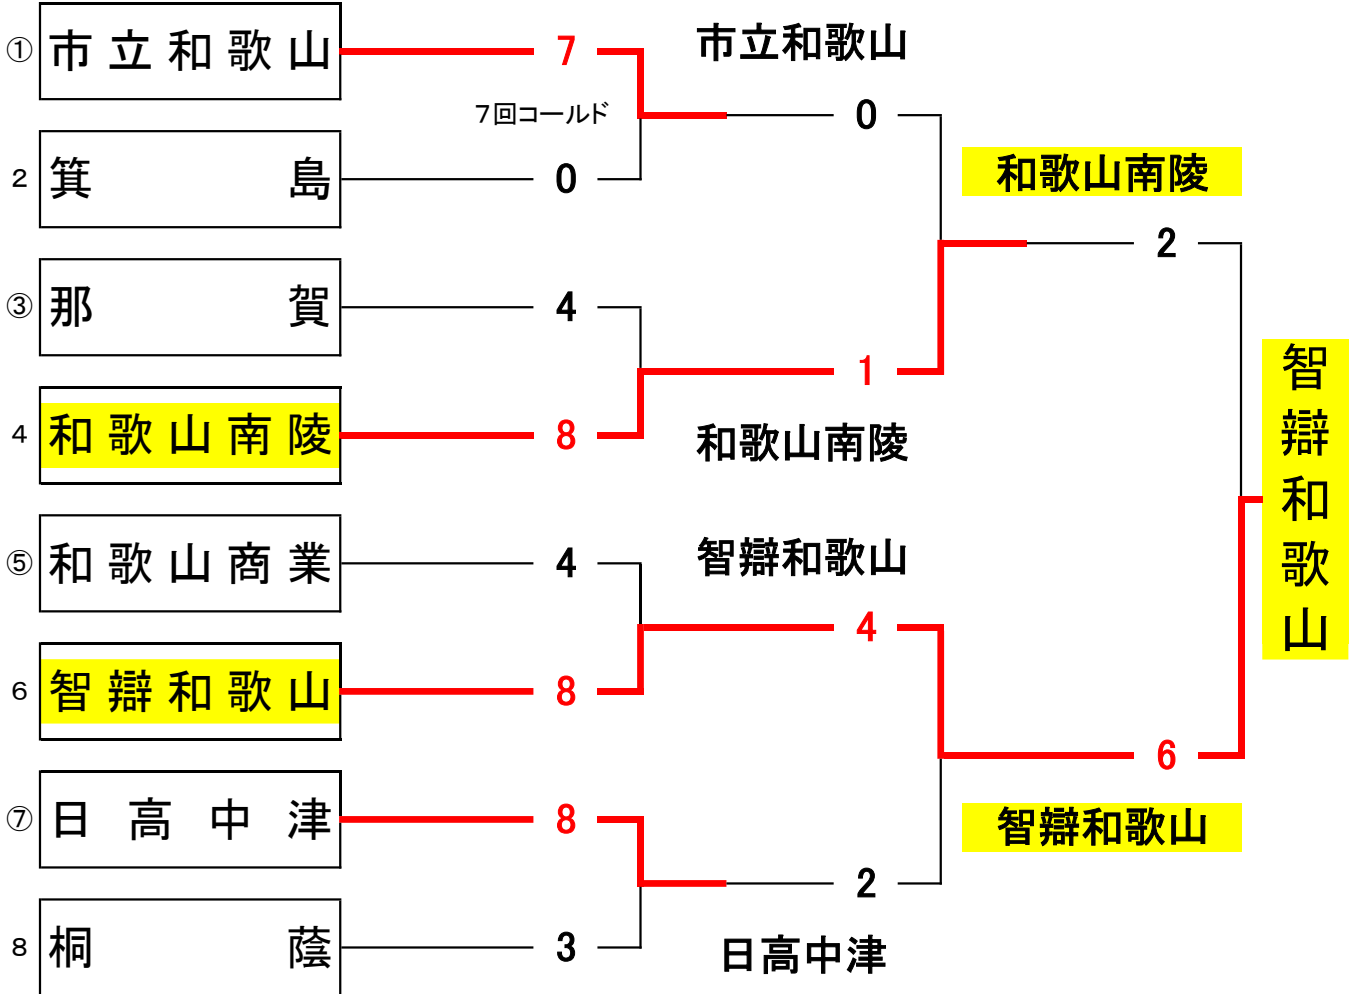 ① 市立和歌山 7 市立和歌山
7回コールド 0
2 箕島 0
和歌山南陵
2
③ 那賀 4
1
4 和歌山南陵 8 和歌山南陵
智辯和歌山
⑤ 和歌山商業 4 智辯和歌山
4
6 智辯和歌山 8
6
⑦ 日高中津 8 智辯和歌山
2
8 桐蔭 3 日高中津